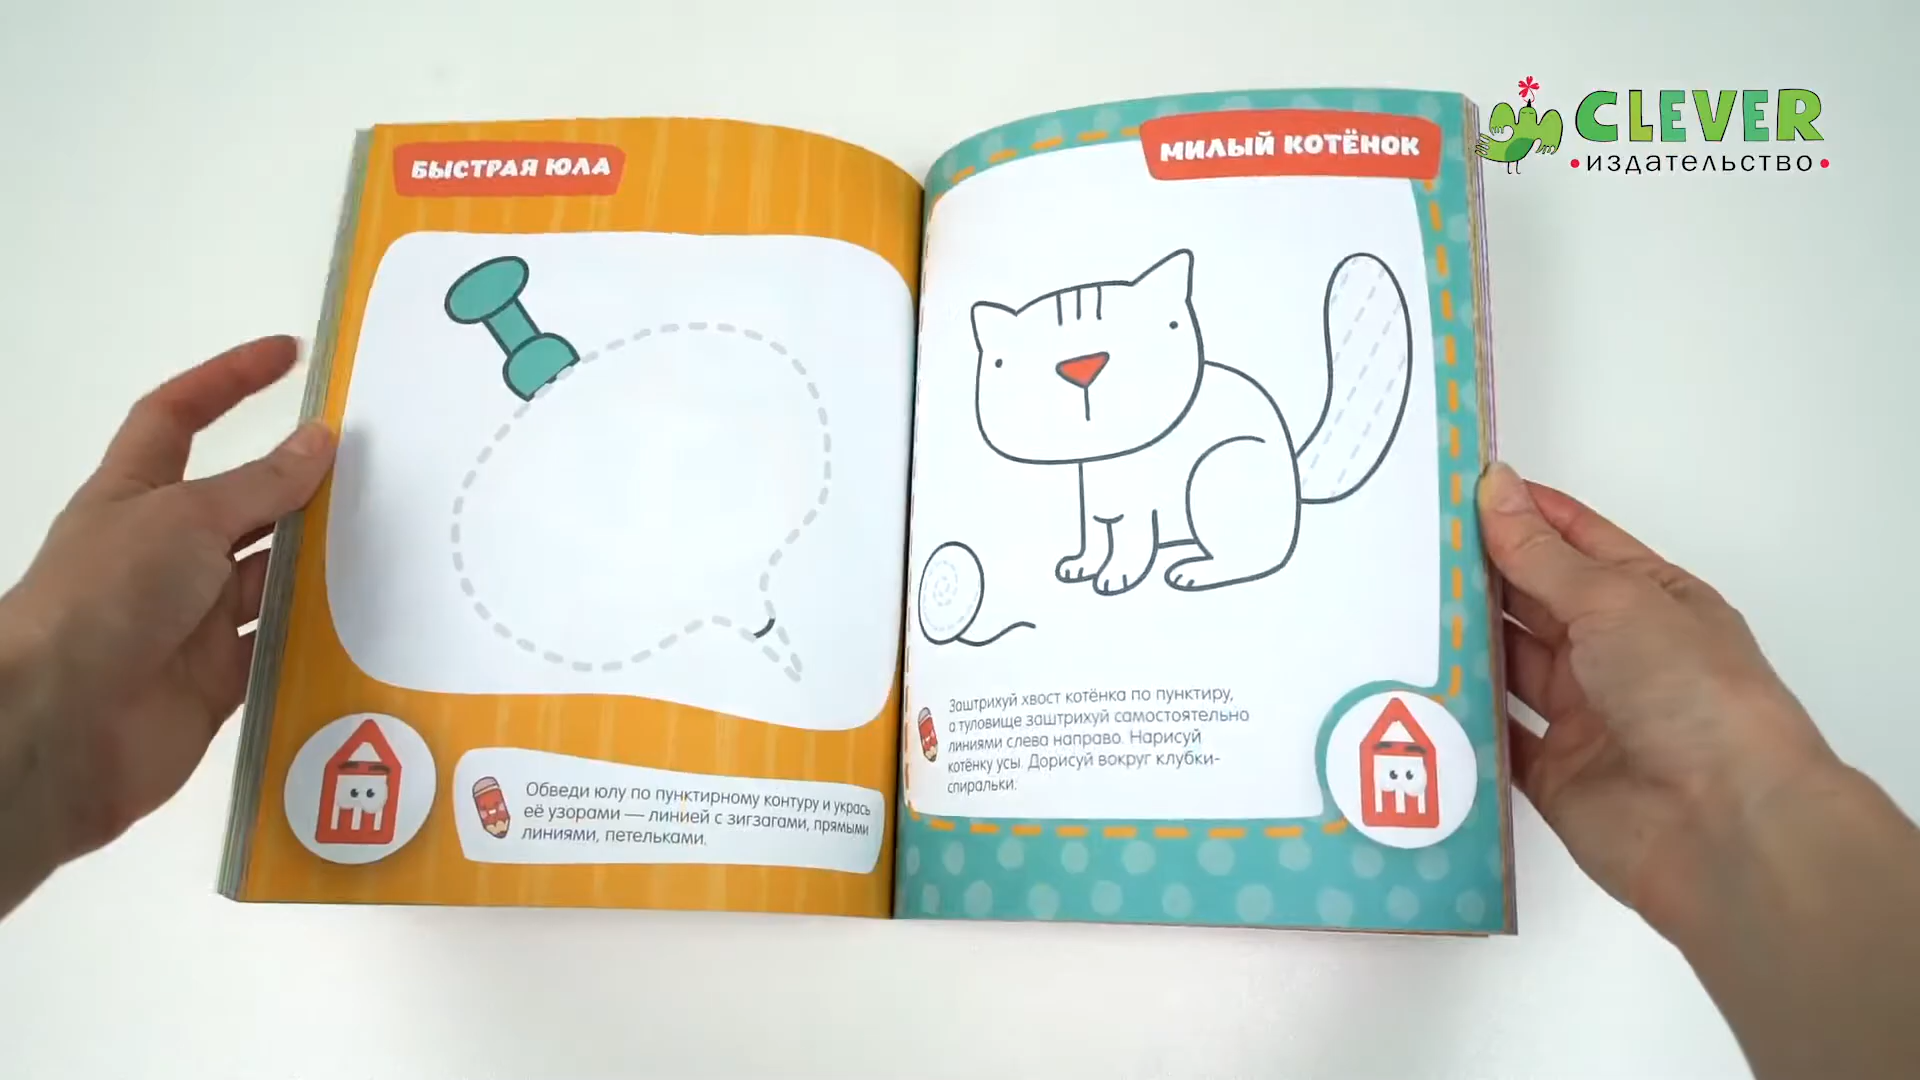 БЫСТРАЯ ЮЛА
Обведи юлу по пунктирному контуру и укрась
её узорами — линией с зигзагами, прямыми
линиями, петельками.
МИЛЫЙ КОТЁНОК
Заштрихуй хвост котёнка по пунктиру,
а туловище заштрихуй самостоятельно
линиями слева направо. Нарисуй
котёнку усы. Дорисуй вокруг клубки-
спиральки.
CLEVER
•издательство•